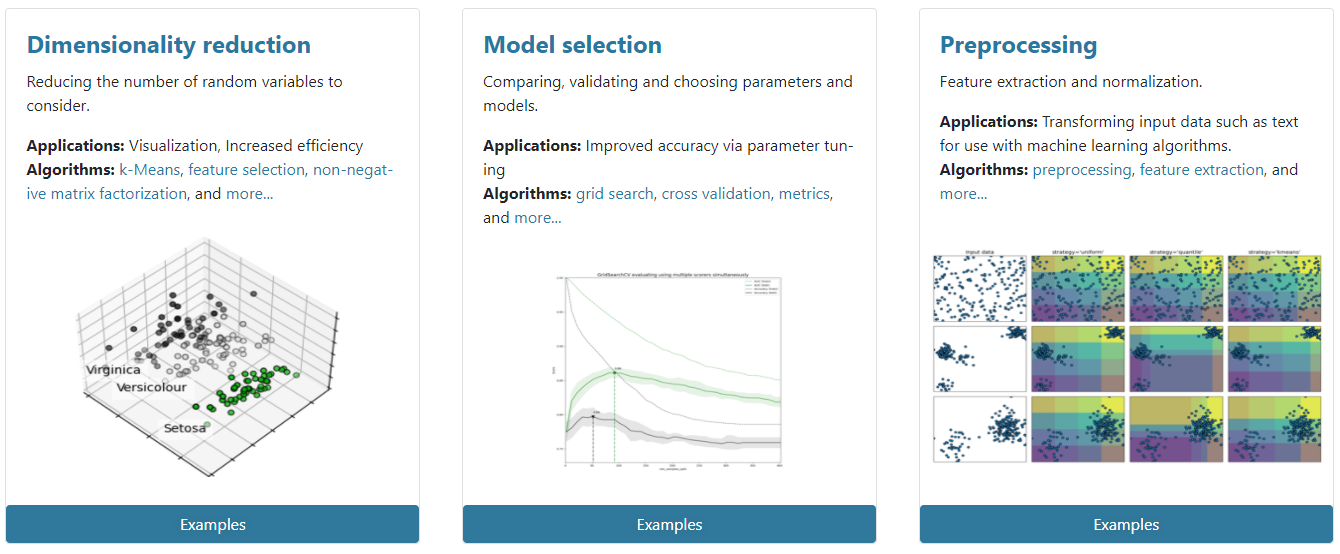 Dimensionality reduction
Reducing the number of random variables to
consider.
Applications: Visualization, Increased efficiency
Algorithms: k-Means, feature selection, non-negat-
ive matrix factorization, and more...
Virginica
Versicolour
Setosa
Examples
Model selection
Comparing, validating and choosing parameters and
models.
Applications: Improved accuracy via parameter tun-
ing
Algorithms: grid search, cross validation, metrics,
and more...
GridSearchCV evaluating using multiple scorers simultaneously
Examples
Preprocessing
Feature extraction and normalization.
Applications: Transforming input data such as text
for use with machine learning algorithms.
Algorithms: preprocessing, feature extraction, and
more...
Input data
strategy='uniform'
strategy='quantile'
strategy='kmeans'
Examples